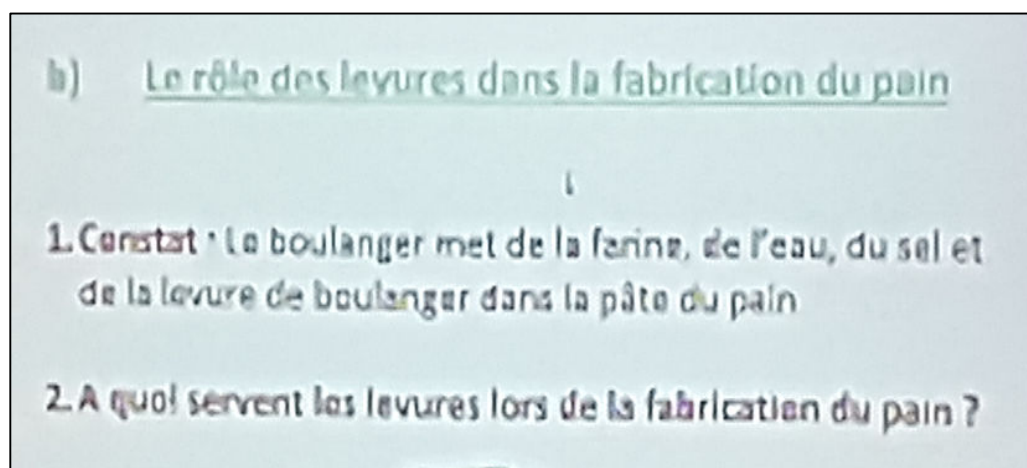 b) Le rôle des levures dans la fabrication du pain
1. Constat : Le boulanger met de la farine, de l'eau, du sel et
de la levure de boulanger dans la pâte du pain
2. A quoi servent les levures lors de la fabrication du pain ?